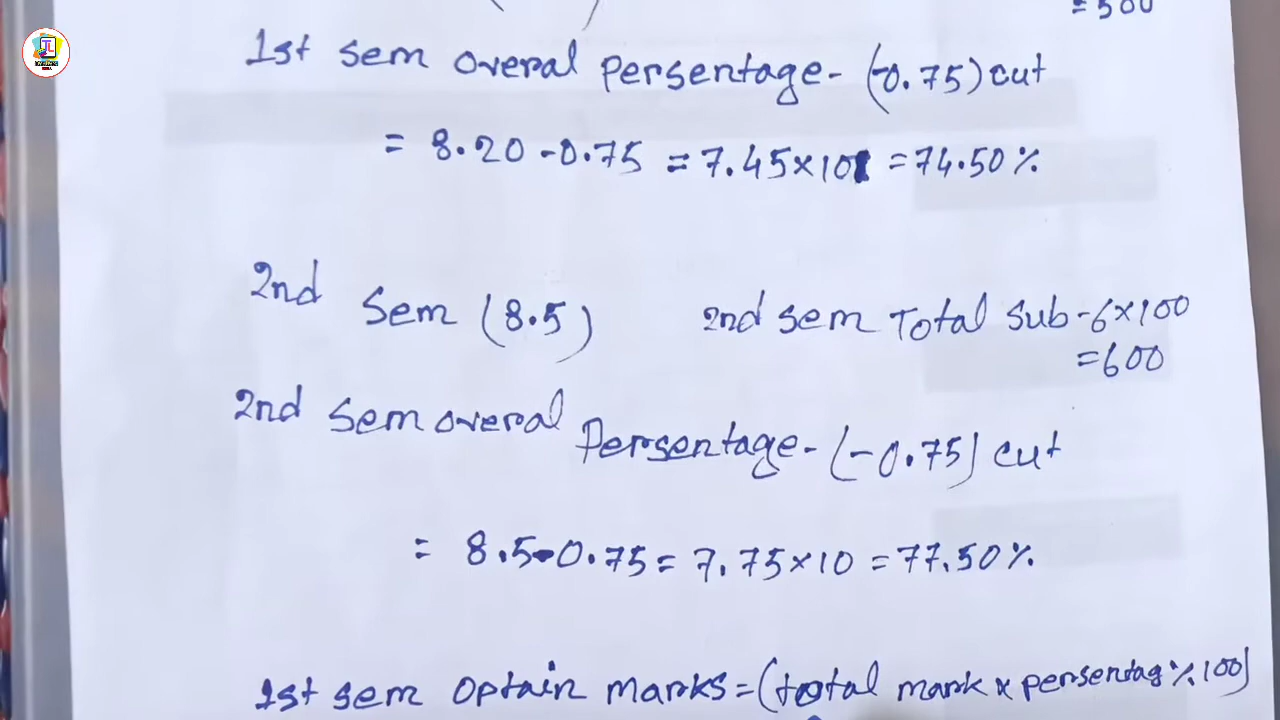 = 500
1st sem overal persentage- (-0.75) cut
= 8.20 -0.75 = 7.45×10 = 74.50%
2nd sem (8.5)
2nd sem Total sub-6×100
=600
2nd sem overal persentage- (-0.75) cut
= 8.5-0.75 = 7.75×10 = 77.50%
1st sem optain marks = (total mark × persentag % 100)